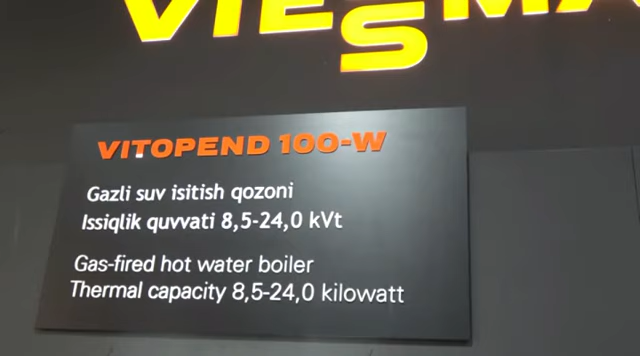 VIESMA
VITOPEND 100-W
Gazli suv isitish qozoni
Issiqlik quvvati 8,5-24,0 kVt
Gas-fired hot water boiler
Thermal capacity 8,5-24,0 kilowatt